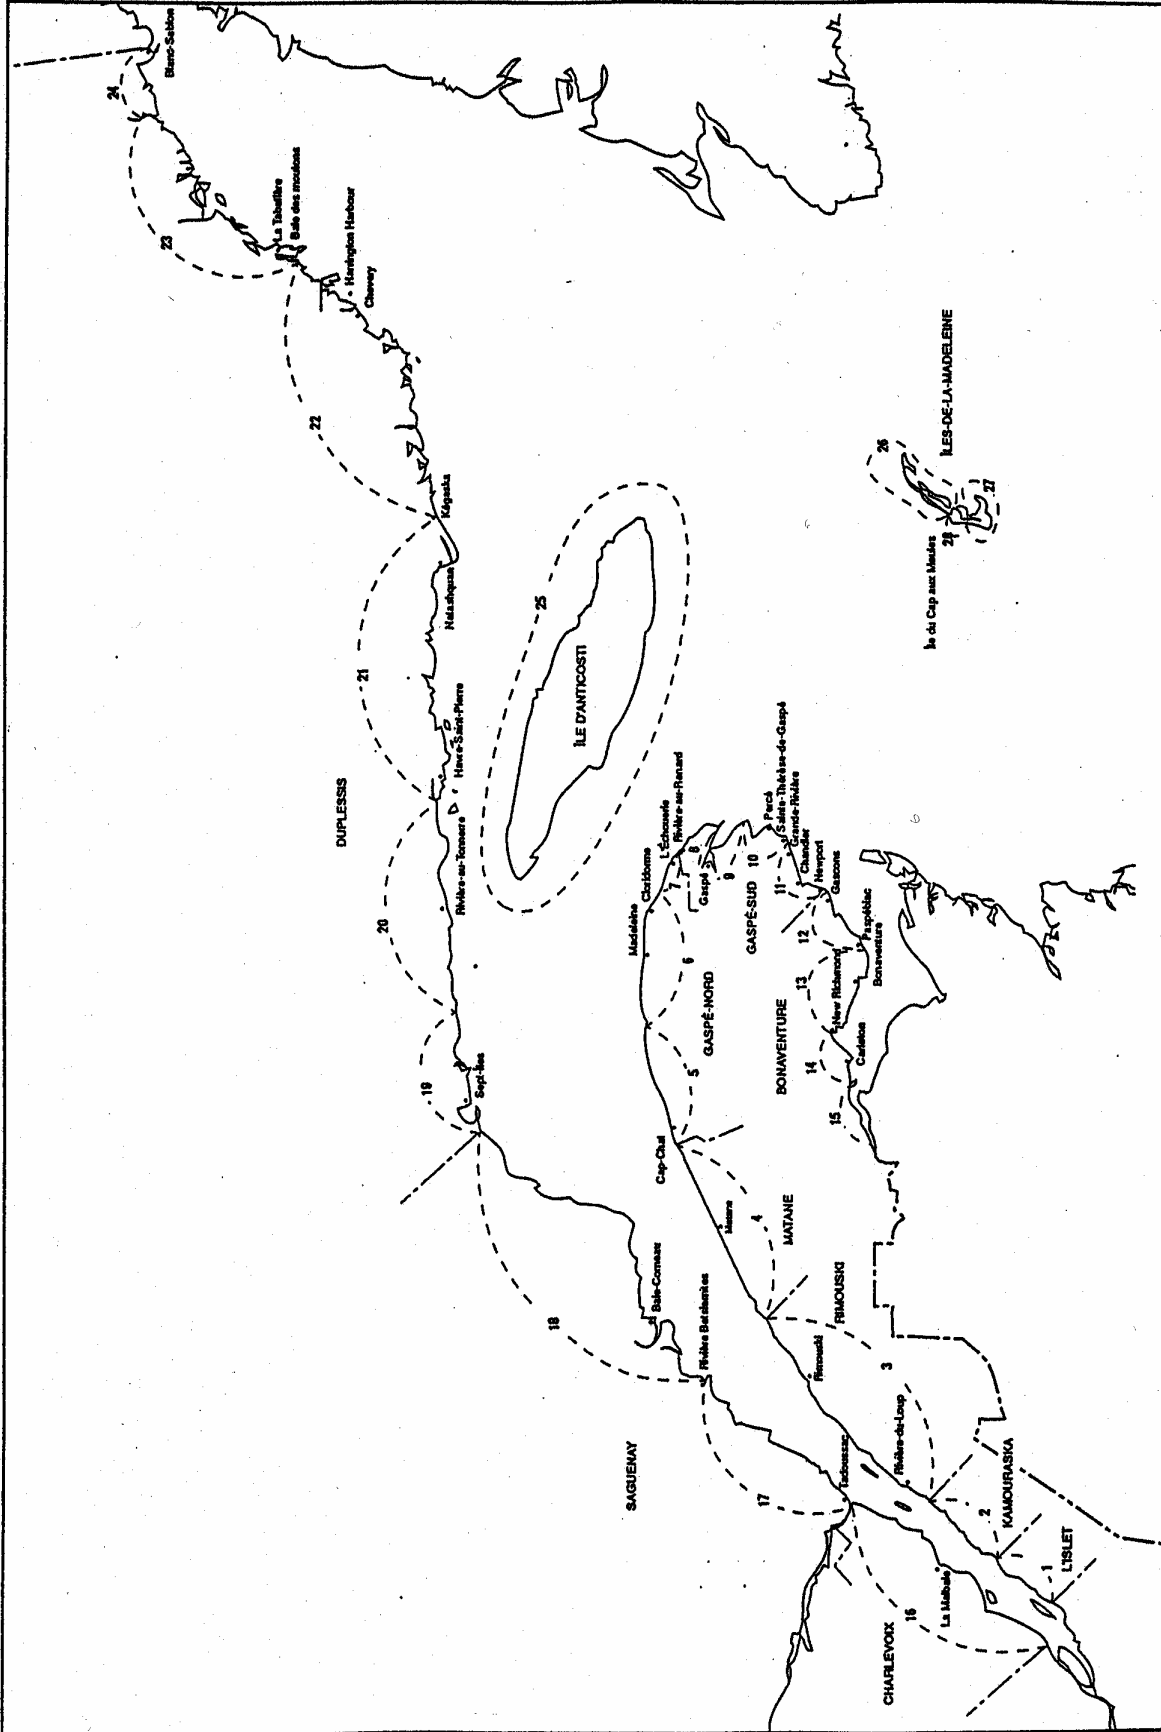 Blanc-Sablon
24
23
La Tabatière
Baie des moutons
Harrington Harbour
Chevery
22
Kégaska
21
Natashquan
Havre-Saint-Pierre
DUPLESSIS
20
Rivière-au-Tonnerre
19
Sept-Îles
18
Baie-Comeau
Rivière Betsiamites
SAGUENAY
17
Tadoussac
16
La Malbaie
CHARLEVOIX
25
ÎLE D'ANTICOSTI
26
ÎLES-DE-LA-MADELEINE
27
28
Île du Cap aux Meules
L'Échouerie
Rivière-au-Renard
Cloridorme
Madeleine
7
8
Gaspé
9
10
Percé
Sainte-Thérèse-de-Gaspé
Grande-Rivière
Chandler
Newport
Gascons
GASPÉ-SUD
11
12
Paspébiac
Bonaventure
13
New Richmond
BONAVENTURE
14
Carleton
15
6
GASPÉ-NORD
5
Cap-Chat
4
Matane
MATANE
RIMOUSKI
Rimouski
3
Rivière-du-Loup
2
KAMOURASKA
1
L'ISLET